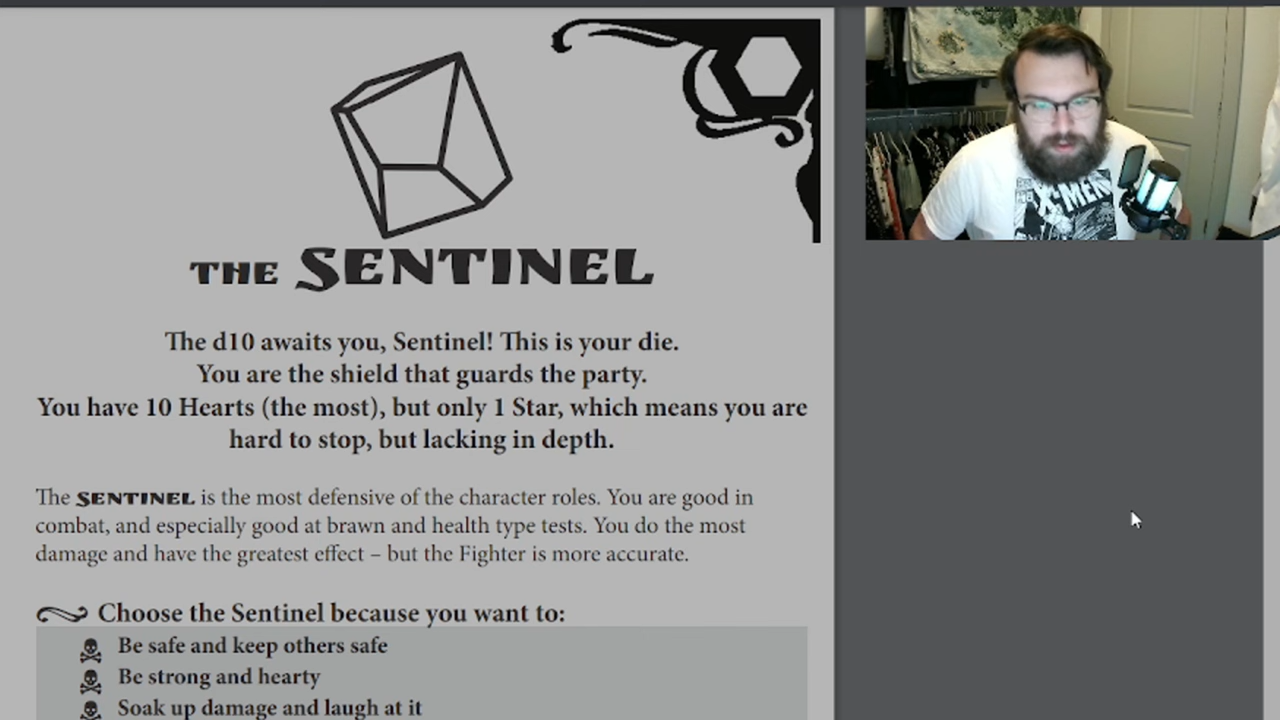 THE SENTINEL
The d10 awaits you, Sentinel! This is your die.
You are the shield that guards the party.
You have 10 Hearts (the most), but only 1 Star, which means you are
hard to stop, but lacking in depth.
The SENTINEL is the most defensive of the character roles. You are good in
combat, and especially good at brawn and health type tests. You do the most
damage and have the greatest effect – but the Fighter is more accurate.
Choose the Sentinel because you want to:
Be safe and keep others safe
Be strong and hearty
Soak up damage and laugh at it
X-MEN